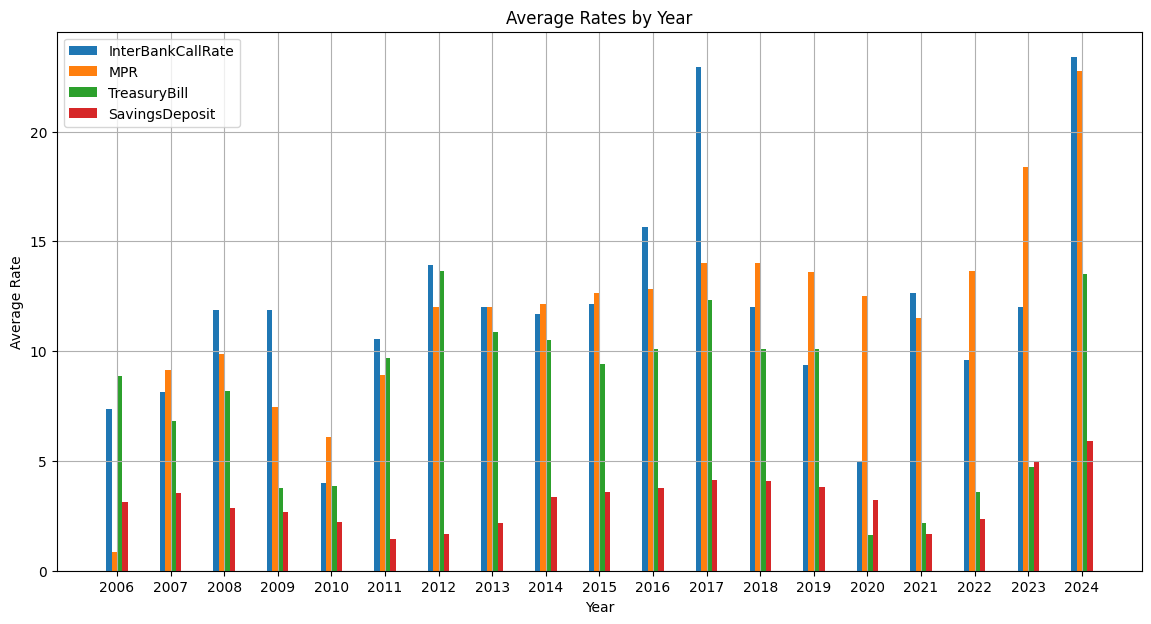 Average Rates by Year
InterBankCallRate
MPR
TreasuryBill
SavingsDeposit
Average Rate
20
15
10
5
0
2006 2007 2008 2009 2010 2011 2012 2013 2014 2015 2016 2017 2018 2019 2020 2021 2022 2023 2024
Year